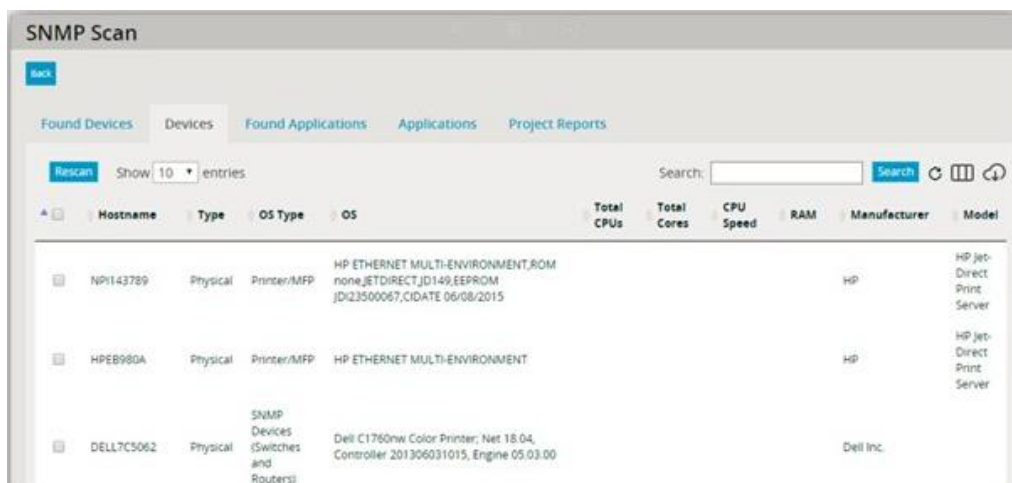 SNMP Scan
Back
Found Devices Devices Found Applications Applications Project Reports
Rescan Show 10 entries Search: Search
Hostname Type OS Type OS Total CPUs Total Cores CPU Speed RAM Manufacturer Model
NPI143789 Physical Printer/MFP HP ETHERNET MULTI-ENVIRONMENT,ROM none,JETDIRECT,JD149,EEPROM JDI23500067,CIDATE 06/08/2015 HP HP Jet-Direct Print Server
HPEB980A Physical Printer/MFP HP ETHERNET MULTI-ENVIRONMENT HP HP Jet-Direct Print Server
DELL7C5062 Physical SNMP Devices (Switches and Routers) Dell C1760nw Color Printer; Net 18.04, Controller 201306031015, Engine 05.03.00 Dell Inc.